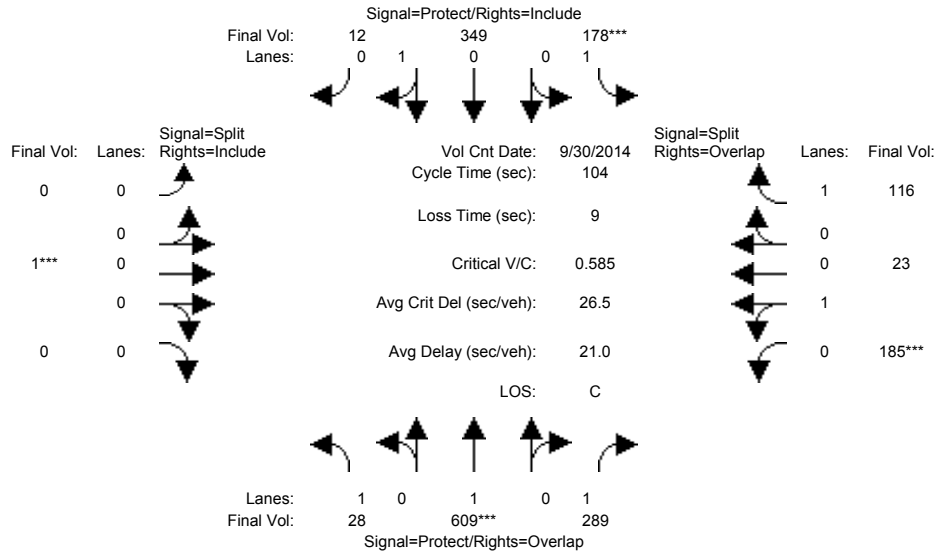 Signal=Protect/Rights=Include
Final Vol: 12 349 178***
Lanes: 0 1 0 0 1
Signal=Split Signal=Split
Final Vol: Lanes: Rights=Include Vol Cnt Date: 9/30/2014 Rights=Overlap Lanes: Final Vol:
Cycle Time (sec): 104
0 0 1 116
Loss Time (sec): 9
0 0
1*** 0 Critical V/C: 0.585 0 23
0 Avg Crit Del (sec/veh): 26.5 1
0 0 Avg Delay (sec/veh): 21.0 0 185***
LOS: C
Lanes: 1 0 1 0 1
Final Vol: 28 609*** 289
Signal=Protect/Rights=Overlap